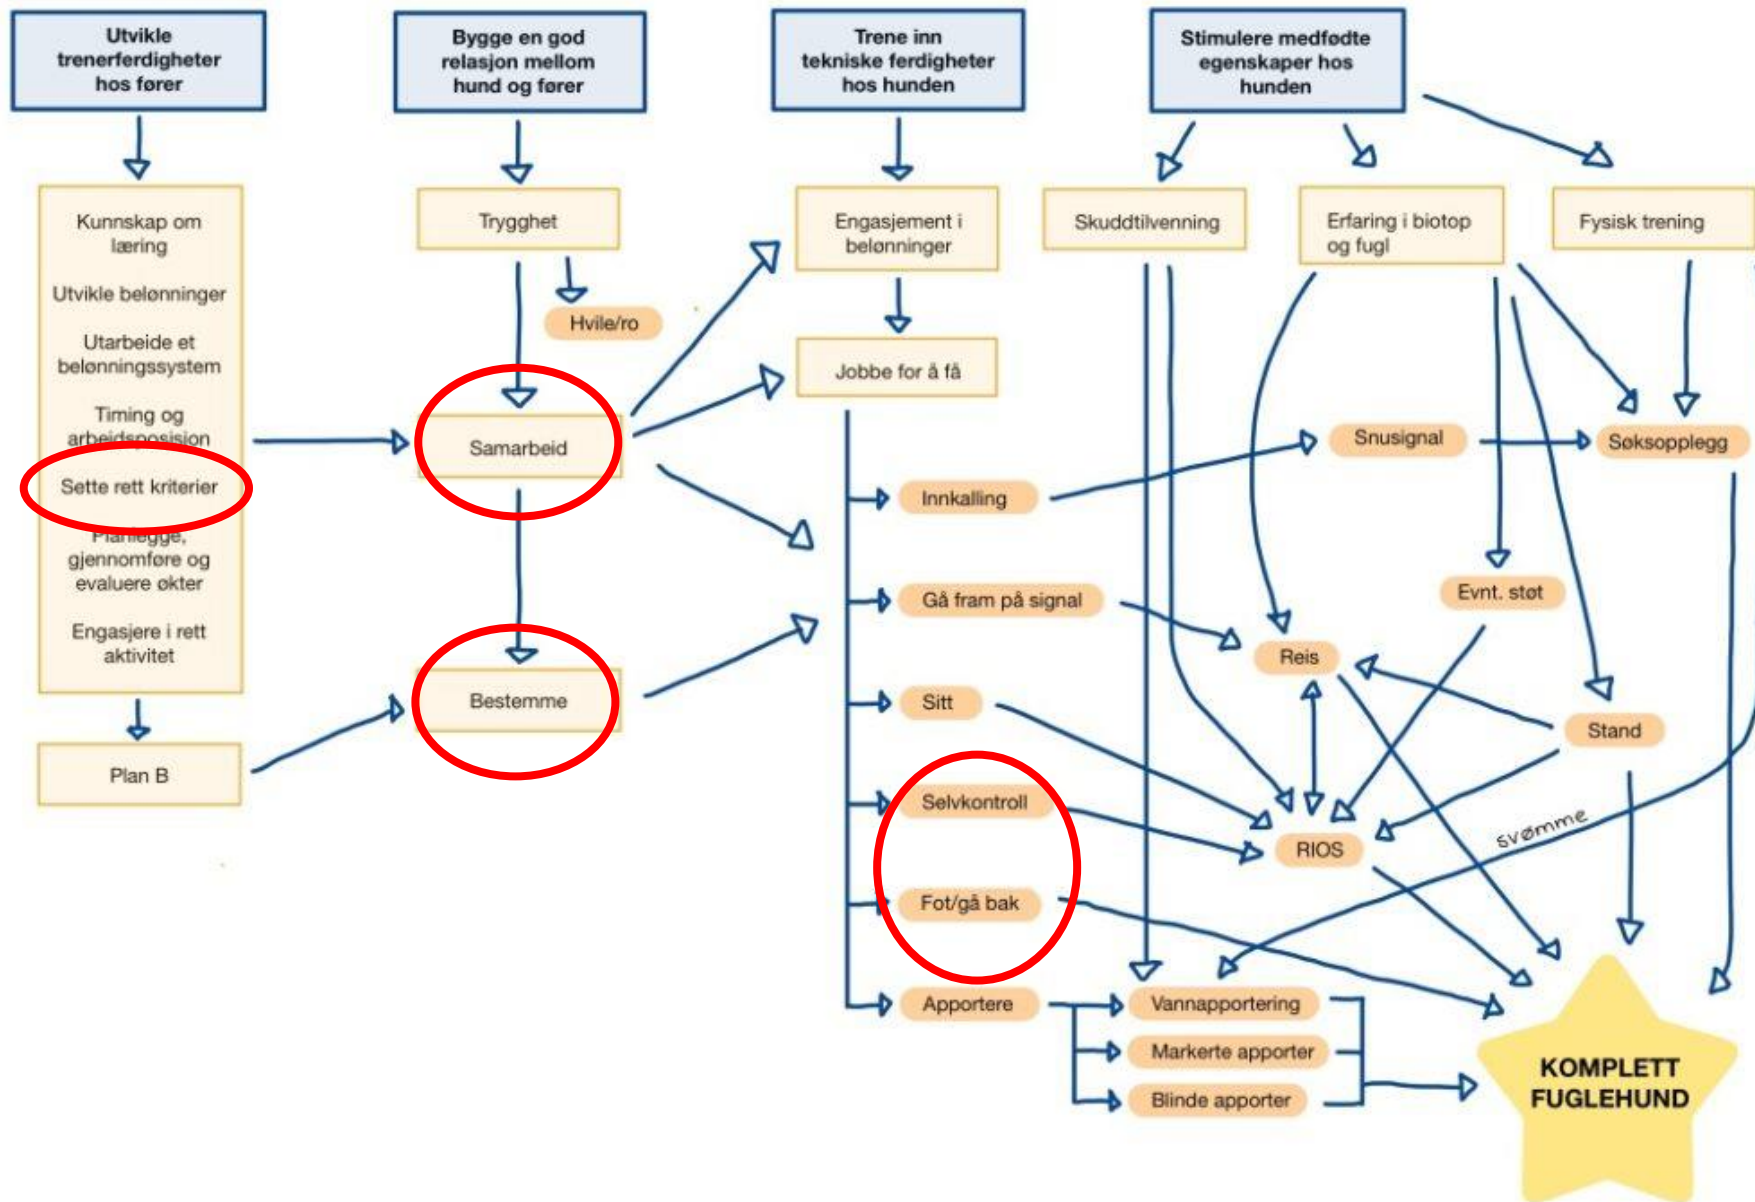 Utvikle
trenerferdigheter
hos fører
Bygge en god
relasjon mellom
hund og fører
Trene inn
tekniske ferdigheter
hos hunden
Stimulere medfødte
egenskaper hos
hunden
Kunnskap om
læring
Utvikle belønninger
Utarbeide et
belønningssystem
Timing og
arbeidsposisjon
Sette rett kriterier
Planlegge,
gjennomføre og
evaluere økter
Engasjere i rett
aktivitet
Plan B
Trygghet
Hvile/ro
Samarbeid
Bestemme
Engasjement i
belønninger
Jobbe for å få
Innkalling
Gå fram på signal
Sitt
Selvkontroll
Fot/gå bak
Apportere
Skuddtilvenning
Erfaring i biotop
og fugl
Fysisk trening
Snusignal
Søksopplegg
Evnt. støt
Reis
Stand
RIOS
svømme
Vannapportering
Markerte apporter
Blinde apporter
KOMPLETT
FUGLEHUND